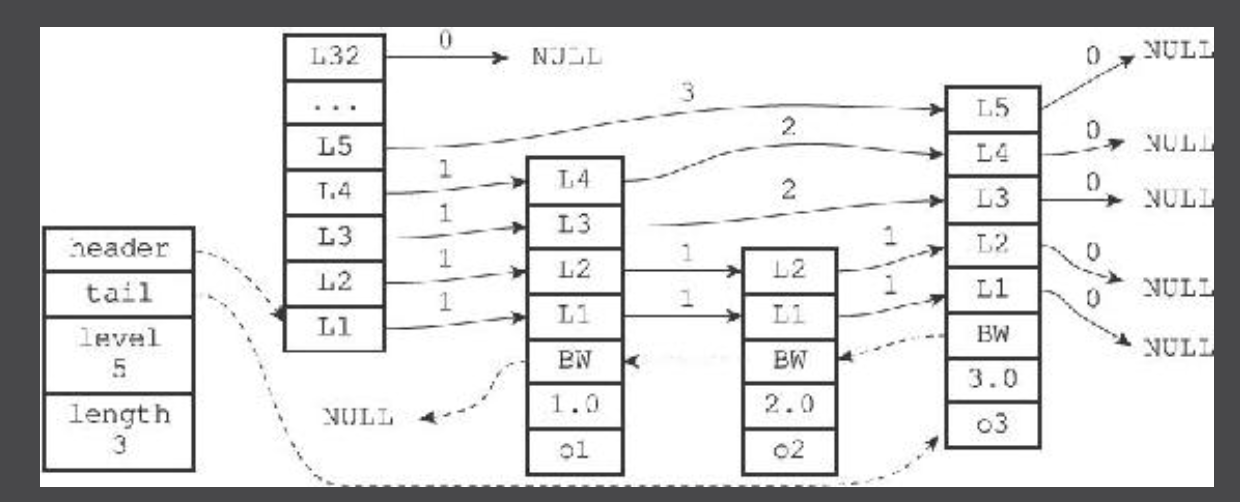 header
tail
level
5
length
3
L32
...
L5
L4
L3
L2
L1
0
NULL
3
1
1
1
1
L4
L3
L2
L1
BW
1.0
o1
NULL
2
2
1
1
L2
L1
BW
2.0
o2
1
1
L5
L4
L3
L2
L1
BW
3.0
o3
0
NULL
0
NULL
0
NULL
0
NULL
0
NULL